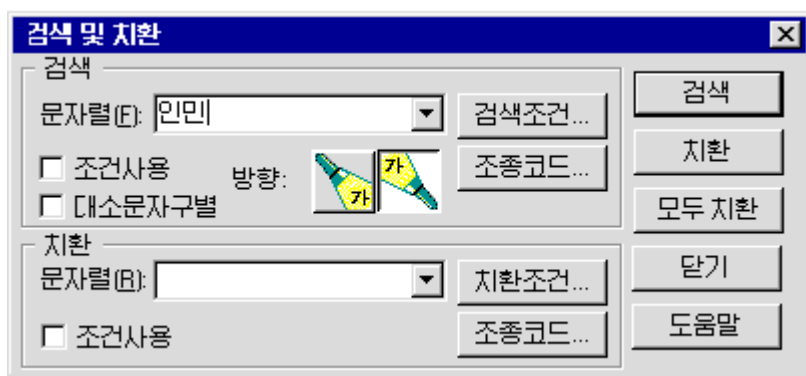 검색 및 치환
검색
문자렬(F): 인민
검색조건...
조건사용
방향:
가
가
조종코드...
대소문자구별
치환
문자렬(R):
치환조건...
조건사용
조종코드...
검색
치환
모두 치환
닫기
도움말